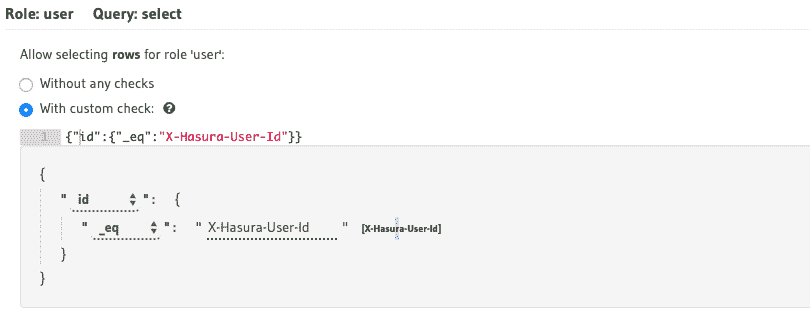 Role: user Query: select
Allow selecting rows for role 'user':
Without any checks
With custom check: ?
1 {"id":{"_eq":"X-Hasura-User-Id"}}
{
" id ": {
" _eq ": " X-Hasura-User-Id " [X-Hasura-User-Id]
}
}